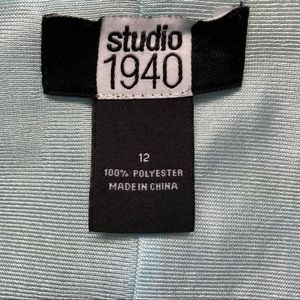 studio
1940
12
100% POLYESTER
MADE IN CHINA